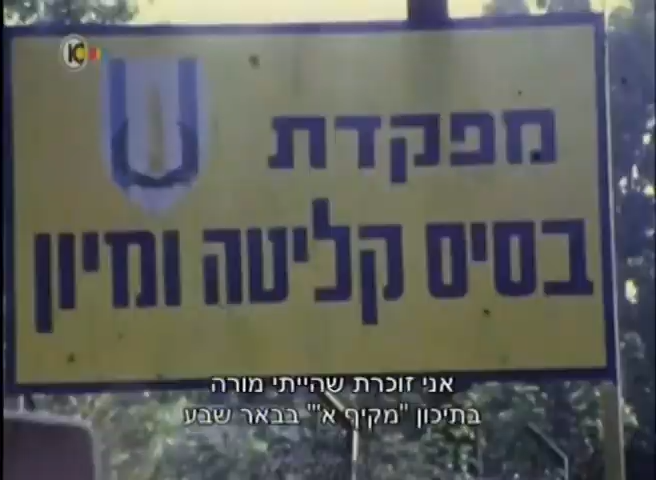 מפקדת
בסיס קליטה ומיון
אני זוכרת שהייתי מורה
בתיכון "מקיף א'" בבאר שבע